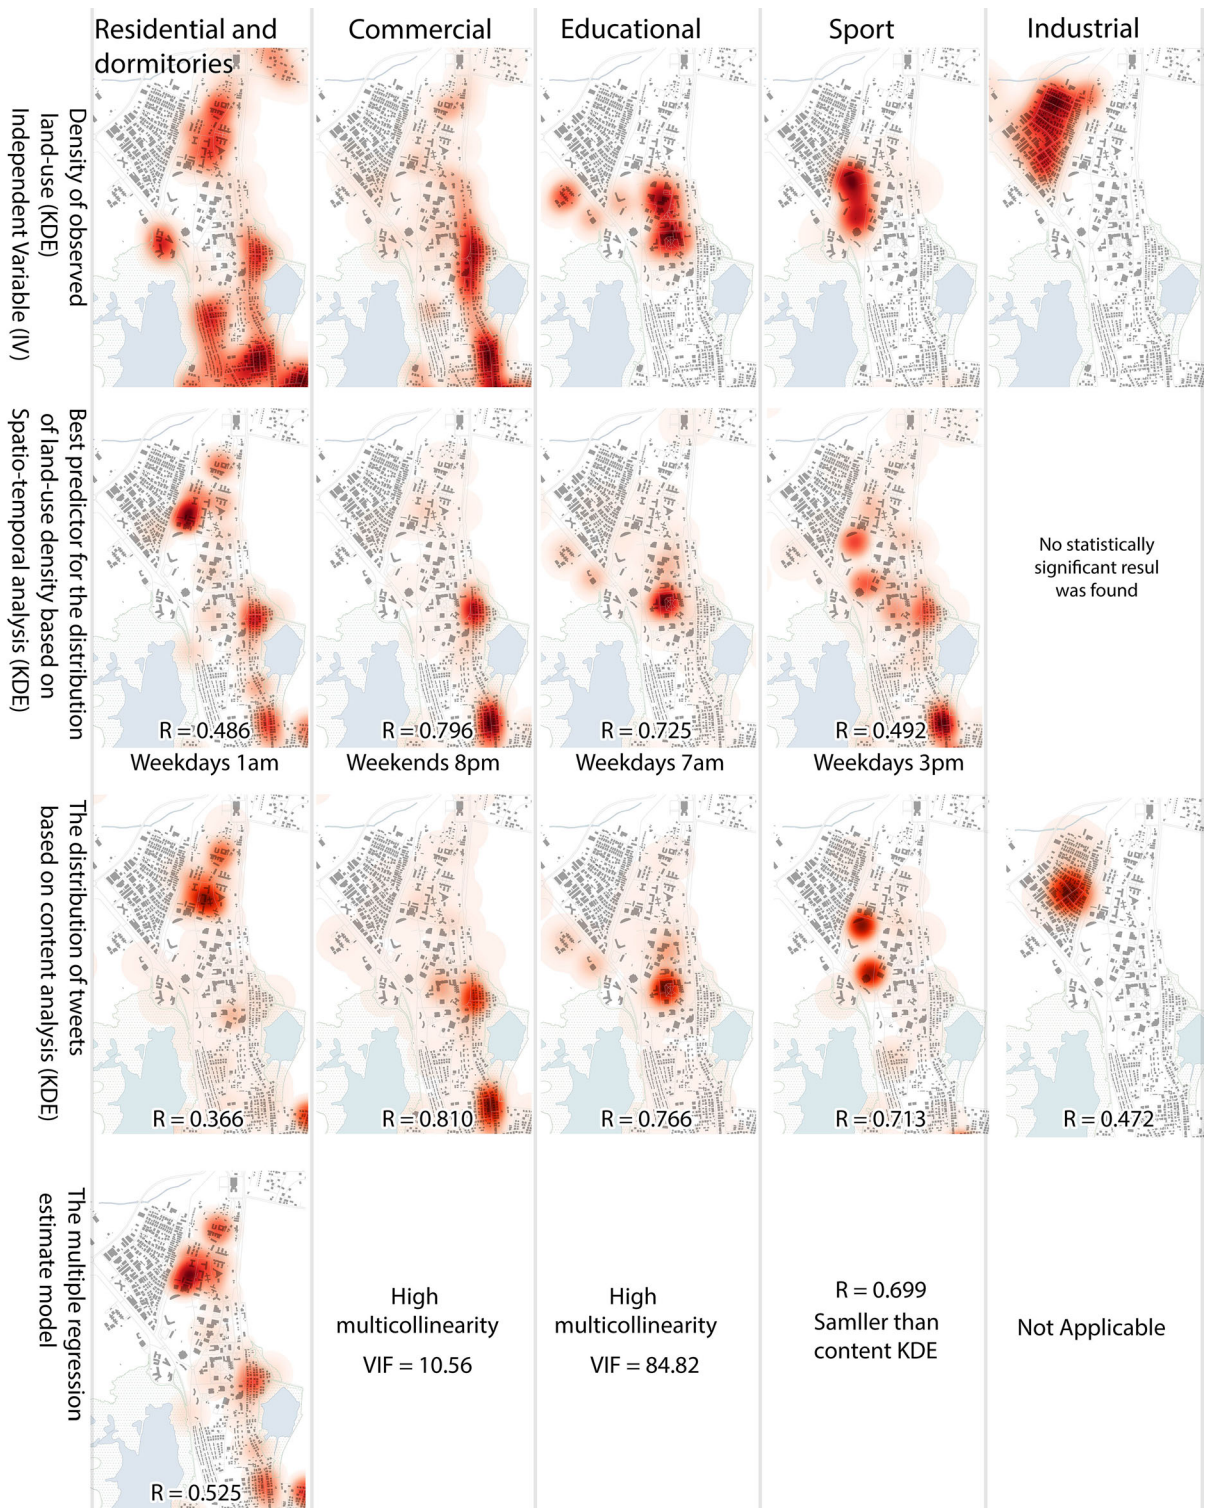 Residential and
dormitories
Commercial
Educational
Sport
Industrial
Density of observed
land-use (KDE)
Independent Variable (IV)
Best predictor for the distribution
of land-use density based on
Spatio-temporal analysis (KDE)
R = 0.486
R = 0.796
R = 0.725
R = 0.492
No statistically
significant resul
was found
Weekdays 1am
Weekends 8pm
Weekdays 7am
Weekdays 3pm
The distribution of tweets
based on content analysis (KDE)
R = 0.366
R = 0.810
R = 0.766
R = 0.713
R = 0.472
The multiple regression
estimate model
R = 0.525
High
multicollinearity
VIF = 10.56
High
multicollinearity
VIF = 84.82
R = 0.699
Samller than
content KDE
Not Applicable